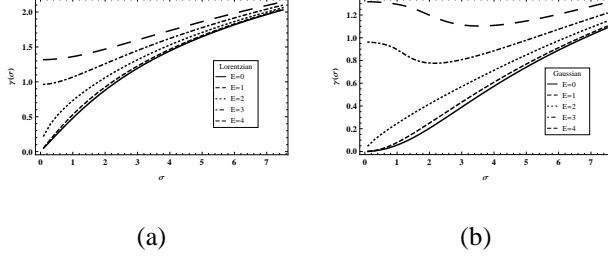 2.0
1.5
1.0
0.5
0.0
γ(σ)
Lorentzian
E=0
E=1
E=2
E=3
E=4
0 1 2 3 4 5 6 7
σ
(a)
1.2
1.0
0.8
0.6
0.4
0.2
0.0
γ(σ)
Gaussian
E=0
E=1
E=2
E=3
E=4
0 1 2 3 4 5 6 7
σ
(b)